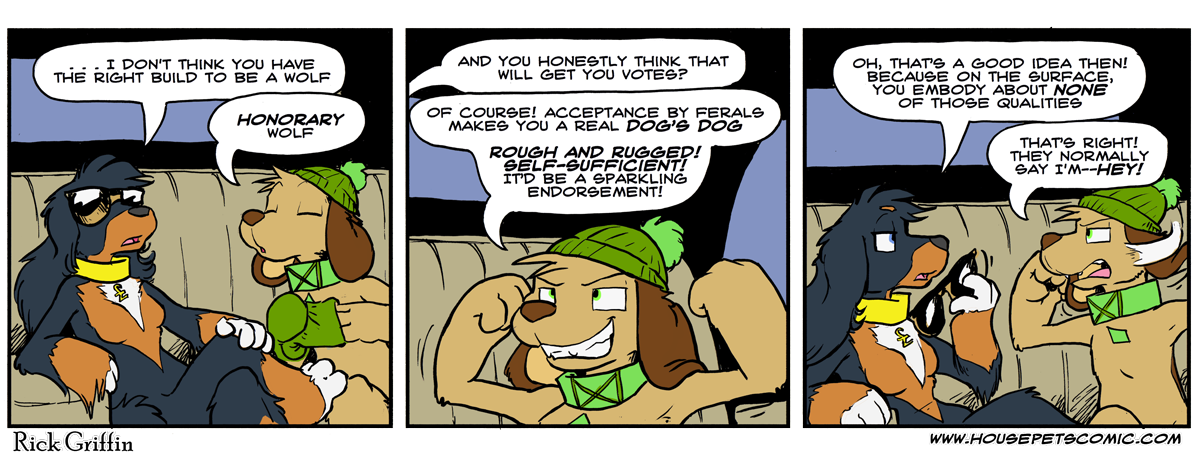 . . . I DON'T THINK YOU HAVE
THE RIGHT BUILD TO BE A WOLF
HONORARY
WOLF
AND YOU HONESTLY THINK THAT
WILL GET YOU VOTES?
OF COURSE! ACCEPTANCE BY FERALS
MAKES YOU A REAL DOG'S DOG
ROUGH AND RUGGED!
SELF-SUFFICIENT!
IT'D BE A SPARKLING
ENDORSEMENT!
OH, THAT'S A GOOD IDEA THEN!
BECAUSE ON THE SURFACE,
YOU EMBODY ABOUT NONE
OF THOSE QUALITIES
THAT'S RIGHT!
THEY NORMALLY
SAY I'M--HEY!
£
£
Rick Griffin
WWW.HOUSEPETSCOMIC.COM